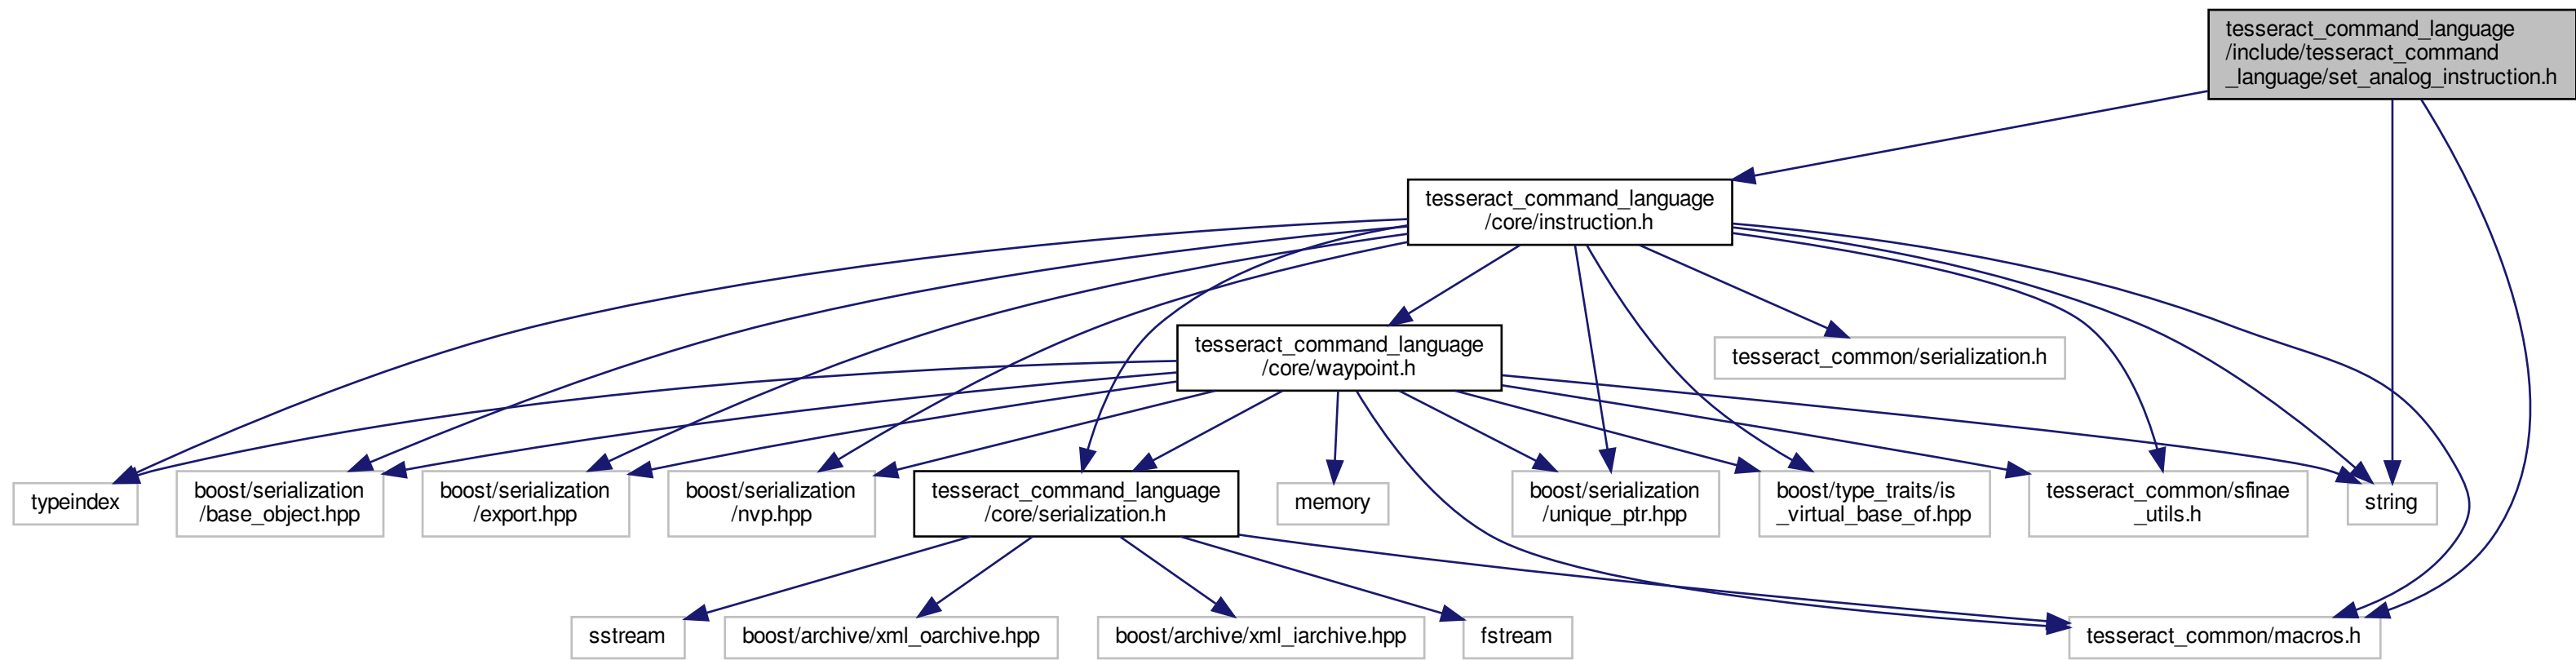 tesseract_command_language
/include/tesseract_command
_language/set_analog_instruction.h
tesseract_command_language
/core/instruction.h
tesseract_command_language
/core/waypoint.h
tesseract_common/serialization.h
typeindex
boost/serialization
/base_object.hpp
boost/serialization
/export.hpp
boost/serialization
/nvp.hpp
tesseract_command_language
/core/serialization.h
memory
boost/serialization
/unique_ptr.hpp
boost/type_traits/is
_virtual_base_of.hpp
tesseract_common/sfinae
_utils.h
string
sstream
boost/archive/xml_oarchive.hpp
boost/archive/xml_iarchive.hpp
fstream
tesseract_common/macros.h